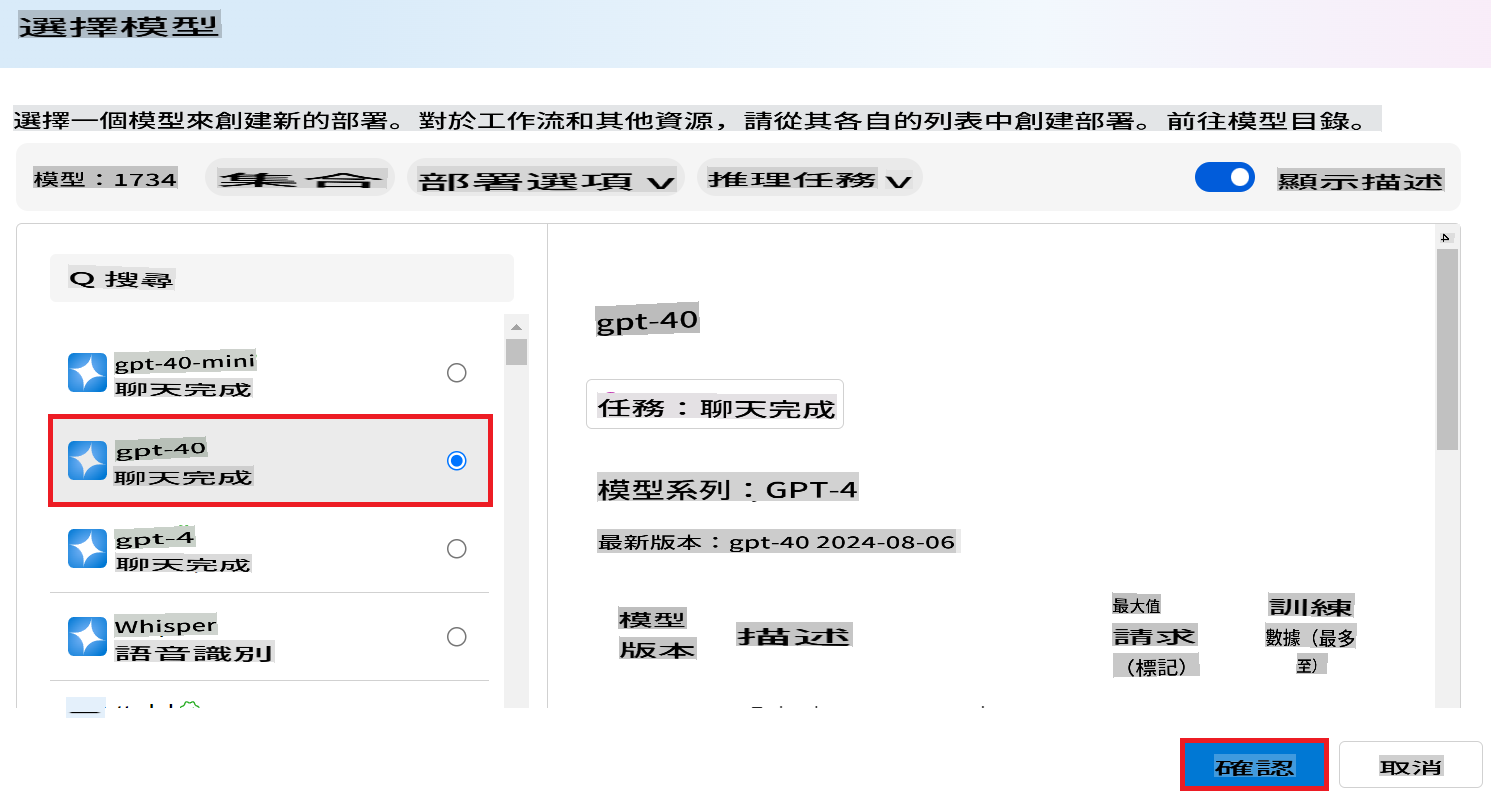 選擇模型
選擇一個模型來創建新的部署。對於工作流和其他資源，請從其各自的列表中創建部署。前往模型目錄。
模型：1734 集合 部署選項 ∨ 推理任務 ∨ 顯示描述
Q 搜尋
gpt-40-mini
聊天完成
gpt-40
聊天完成
gpt-4
聊天完成
Whisper
語音識別
gpt-40
任務：聊天完成
模型系列：GPT-4
最新版本：gpt-40 2024-08-06
模型版本
描述
最大值
請求
（標記）
訓練
數據（最多
至）
確認 取消